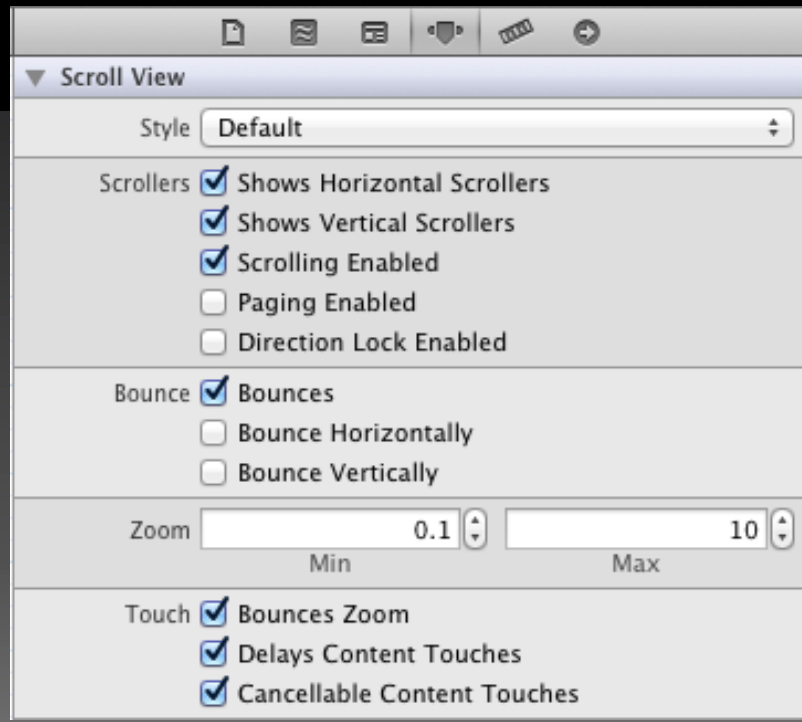 Scroll View
Style Default
Scrollers Shows Horizontal Scrollers
Shows Vertical Scrollers
Scrolling Enabled
Paging Enabled
Direction Lock Enabled
Bounce Bounces
Bounce Horizontally
Bounce Vertically
Zoom 0.1 10
Min Max
Touch Bounces Zoom
Delays Content Touches
Cancellable Content Touches